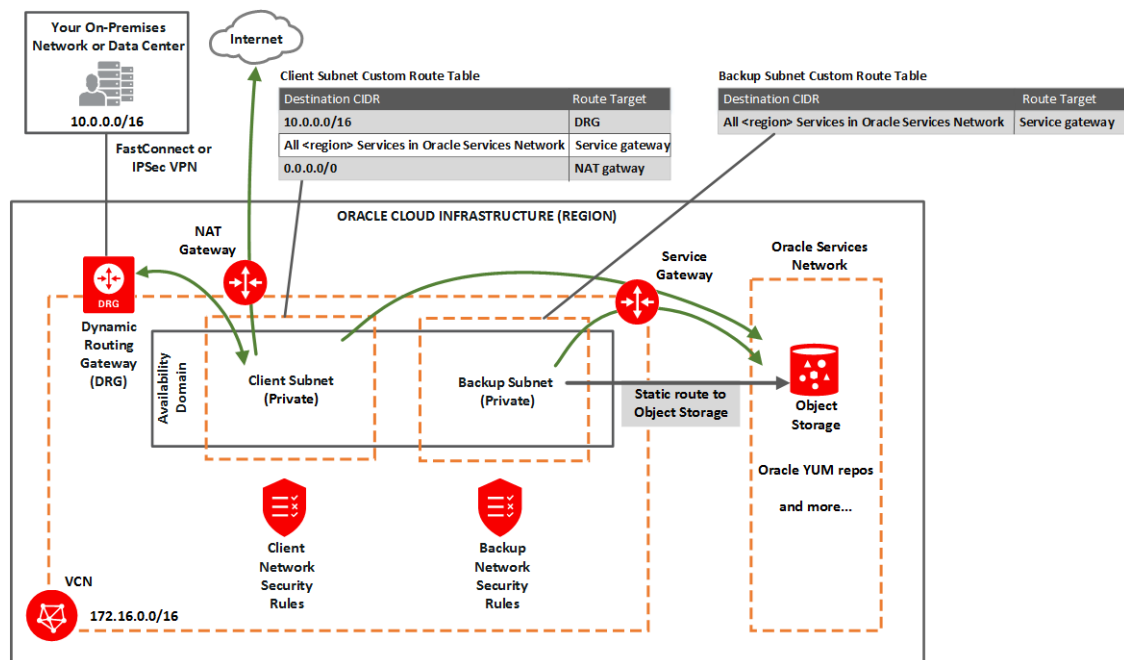 Your On-Premises
Network or Data Center
10.0.0.0/16
Internet
FastConnect or
IPSec VPN
Client Subnet Custom Route Table
Destination CIDR Route Target
10.0.0.0/16 DRG
All <region> Services in Oracle Services Network Service gateway
0.0.0.0/0 NAT gatway
Backup Subnet Custom Route Table
Destination CIDR Route Target
All <region> Services in Oracle Services Network Service gateway
ORACLE CLOUD INFRASTRUCTURE (REGION)
NAT
Gateway
Service
Gateway
Oracle Services
Network
DRG
Dynamic
Routing
Gateway
(DRG)
Availability
Domain
Client Subnet
(Private)
Backup Subnet
(Private)
Static route to
Object Storage
Object
Storage
Oracle YUM repos
and more...
Client
Network
Security
Rules
Backup
Network
Security
Rules
VCN
172.16.0.0/16